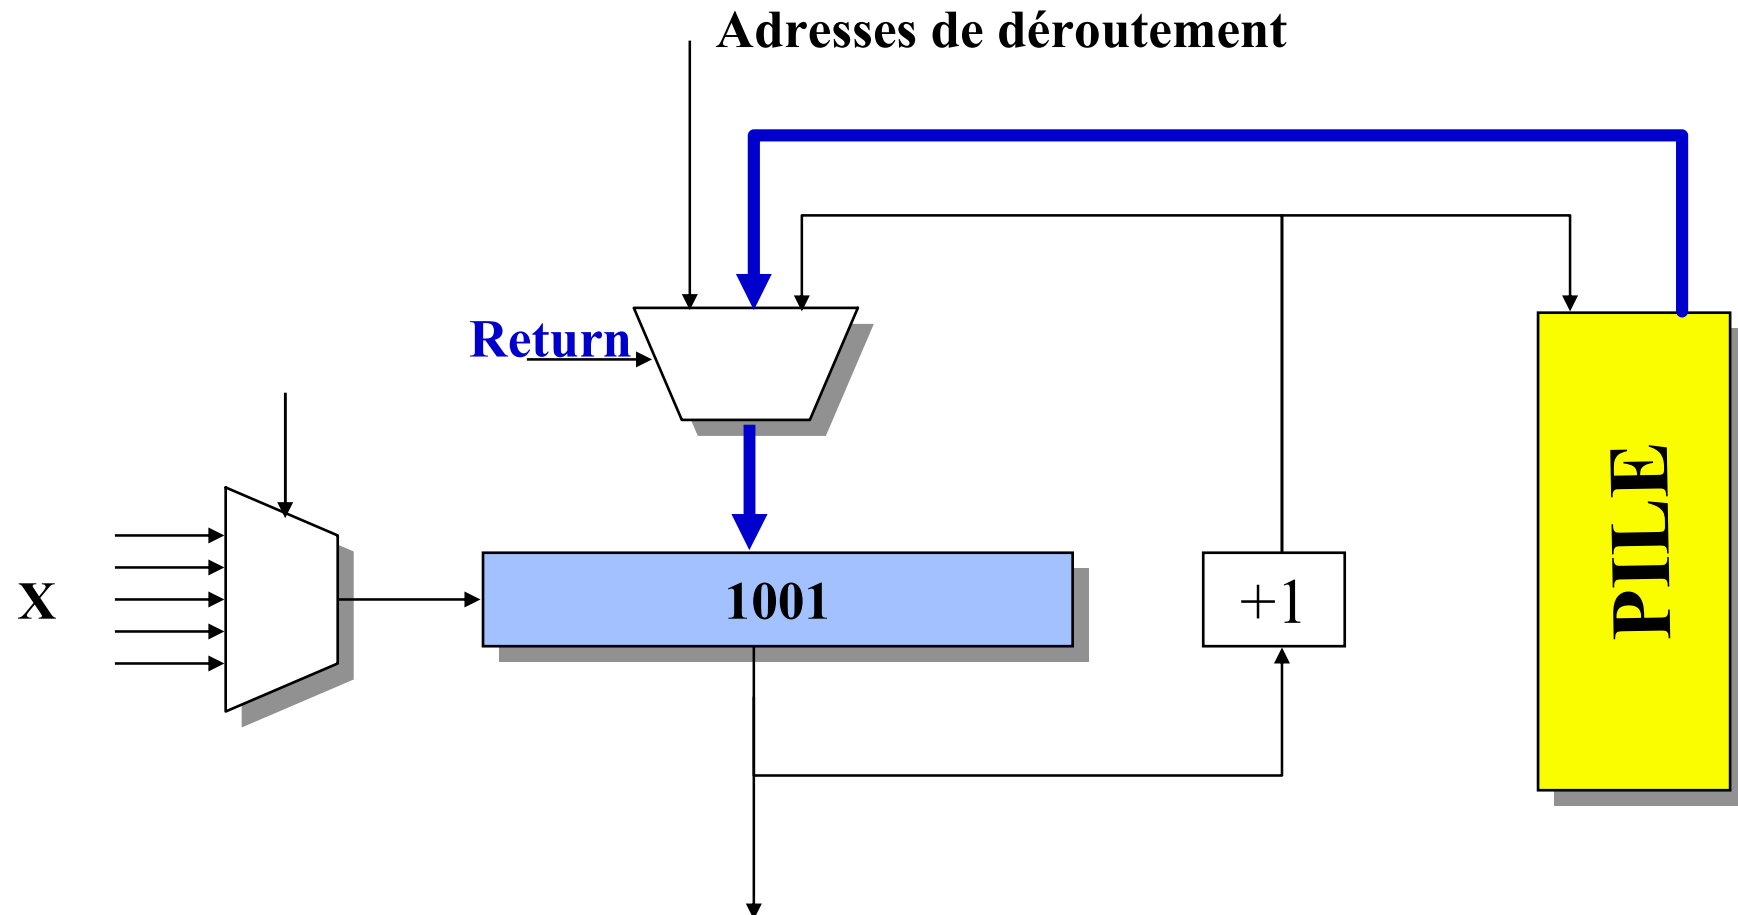 Adresses de déroutement
Return
X
1001
+1
PILE